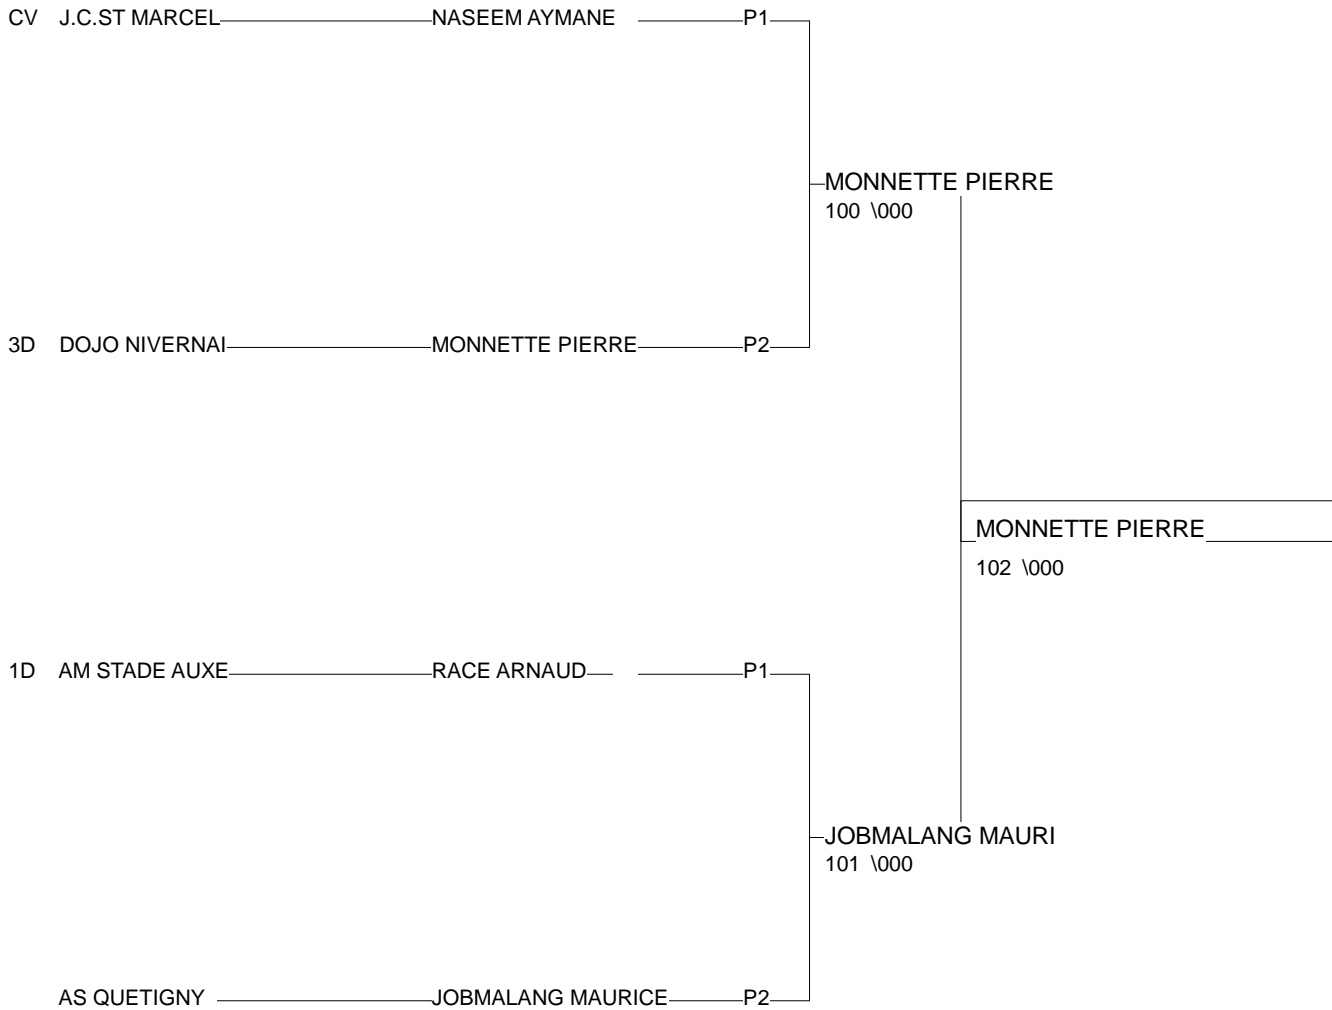 CV J.C.ST MARCEL NASEEM AYMANE P1
MONNETTE PIERRE
100 \000
3D DOJO NIVERNAI MONNETTE PIERRE P2
MONNETTE PIERRE
102 \000
1D AM STADE AUXE RACE ARNAUD P1
JOBMALANG MAURI
101 \000
AS QUETIGNY JOBMALANG MAURICE P2